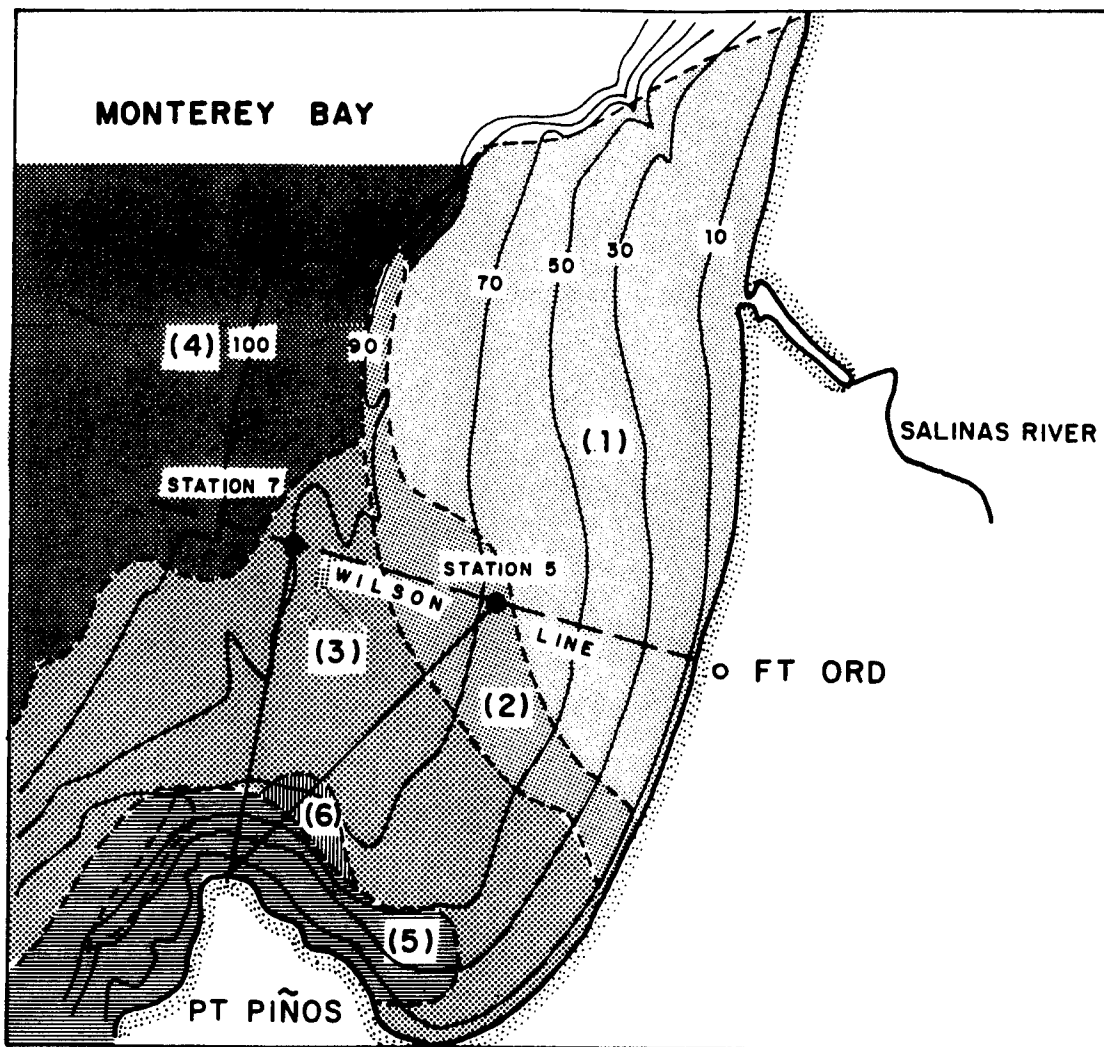 MONTEREY BAY
10
30
50
70
(4) 100 90
(1)
SALINAS RIVER
STATION 7
STATION 5
WILSON LINE
(3)
FT ORD
(2)
(6)
(5)
PT PIÑOS